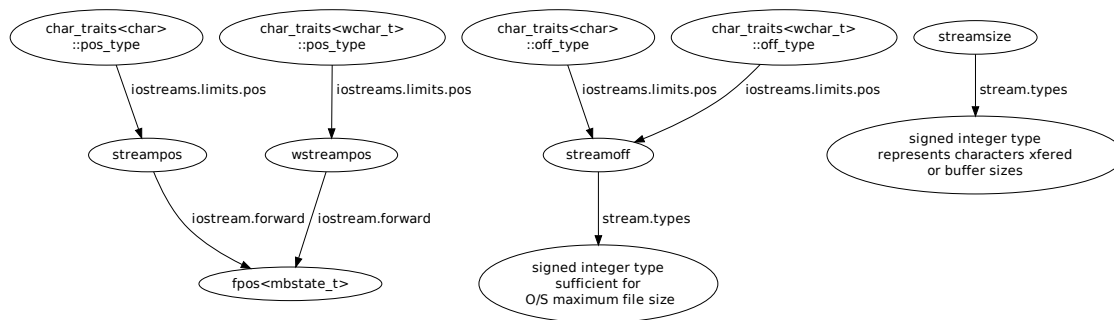 char_traits<char>
::pos_type
char_traits<wchar_t>
::pos_type
char_traits<char>
::off_type
char_traits<wchar_t>
::off_type
streamsize
iostreams.limits.pos
iostreams.limits.pos
iostreams.limits.pos
iostreams.limits.pos
stream.types
streampos
wstreampos
streamoff
signed integer type
represents characters xfered
or buffer sizes
iostream.forward
iostream.forward
stream.types
fpos<mbstate_t>
signed integer type
sufficient for
O/S maximum file size